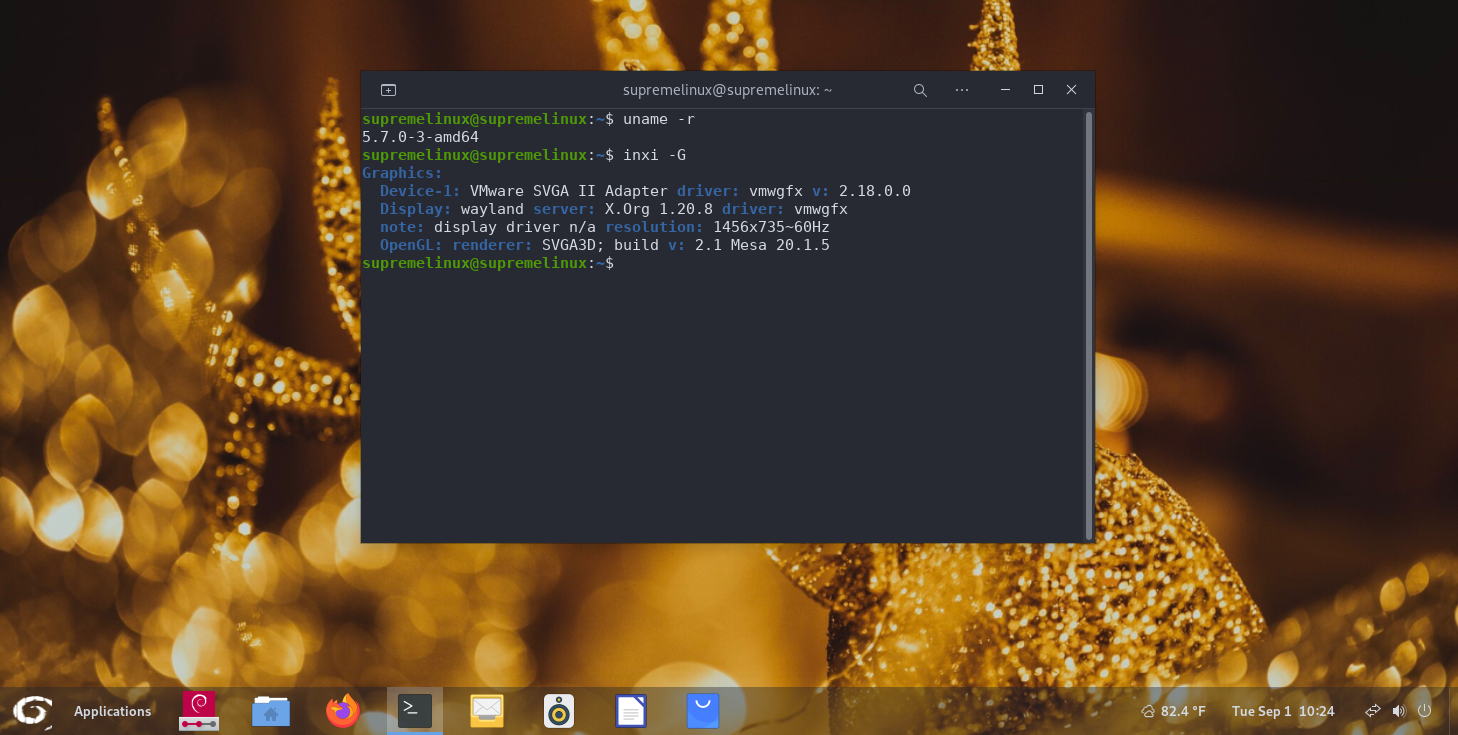 supremelinux@supremelinux: ~
supremelinux@supremelinux:~$ uname -r
5.7.0-3-amd64
supremelinux@supremelinux:~$ inxi -G
Graphics:
Device-1: VMware SVGA II Adapter driver: vmwgfx v: 2.18.0.0
Display: wayland server: X.Org 1.20.8 driver: vmwgfx
note: display driver n/a resolution: 1456x735~60Hz
OpenGL: renderer: SVGA3D; build v: 2.1 Mesa 20.1.5
supremelinux@supremelinux:~$
Applications
82.4 °F
Tue Sep 1 10:24